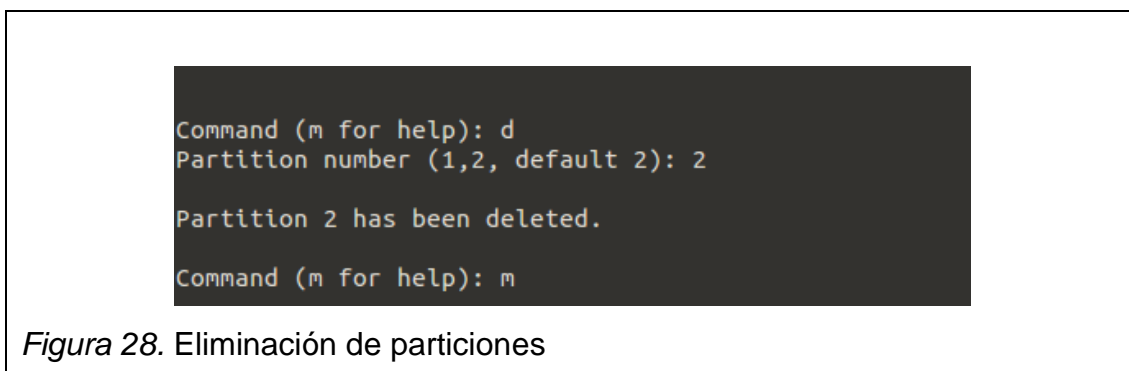 Command (m for help): d
Partition number (1,2, default 2): 2
Partition 2 has been deleted.
Command (m for help): m
Figura 28. Eliminación de particiones